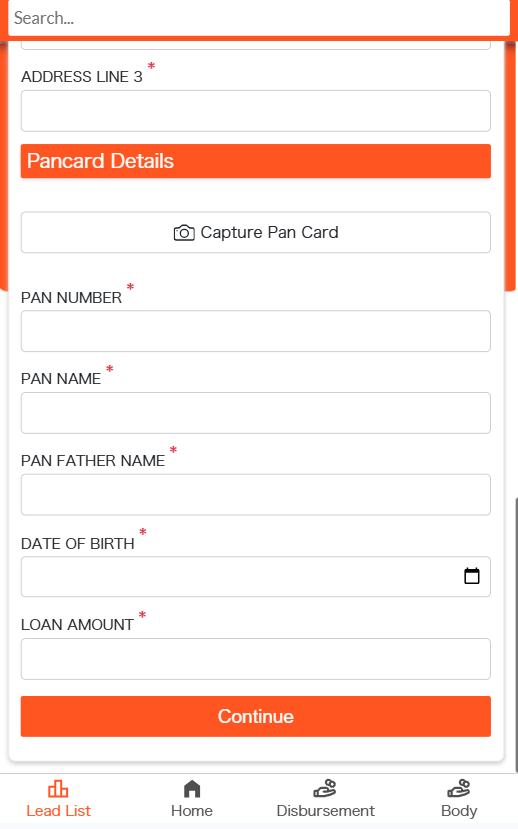 Search...
ADDRESS LINE 3 *
Pancard Details
Capture Pan Card
PAN NUMBER *
PAN NAME *
PAN FATHER NAME *
DATE OF BIRTH *
LOAN AMOUNT *
Continue
Lead List Home Disbursement Body